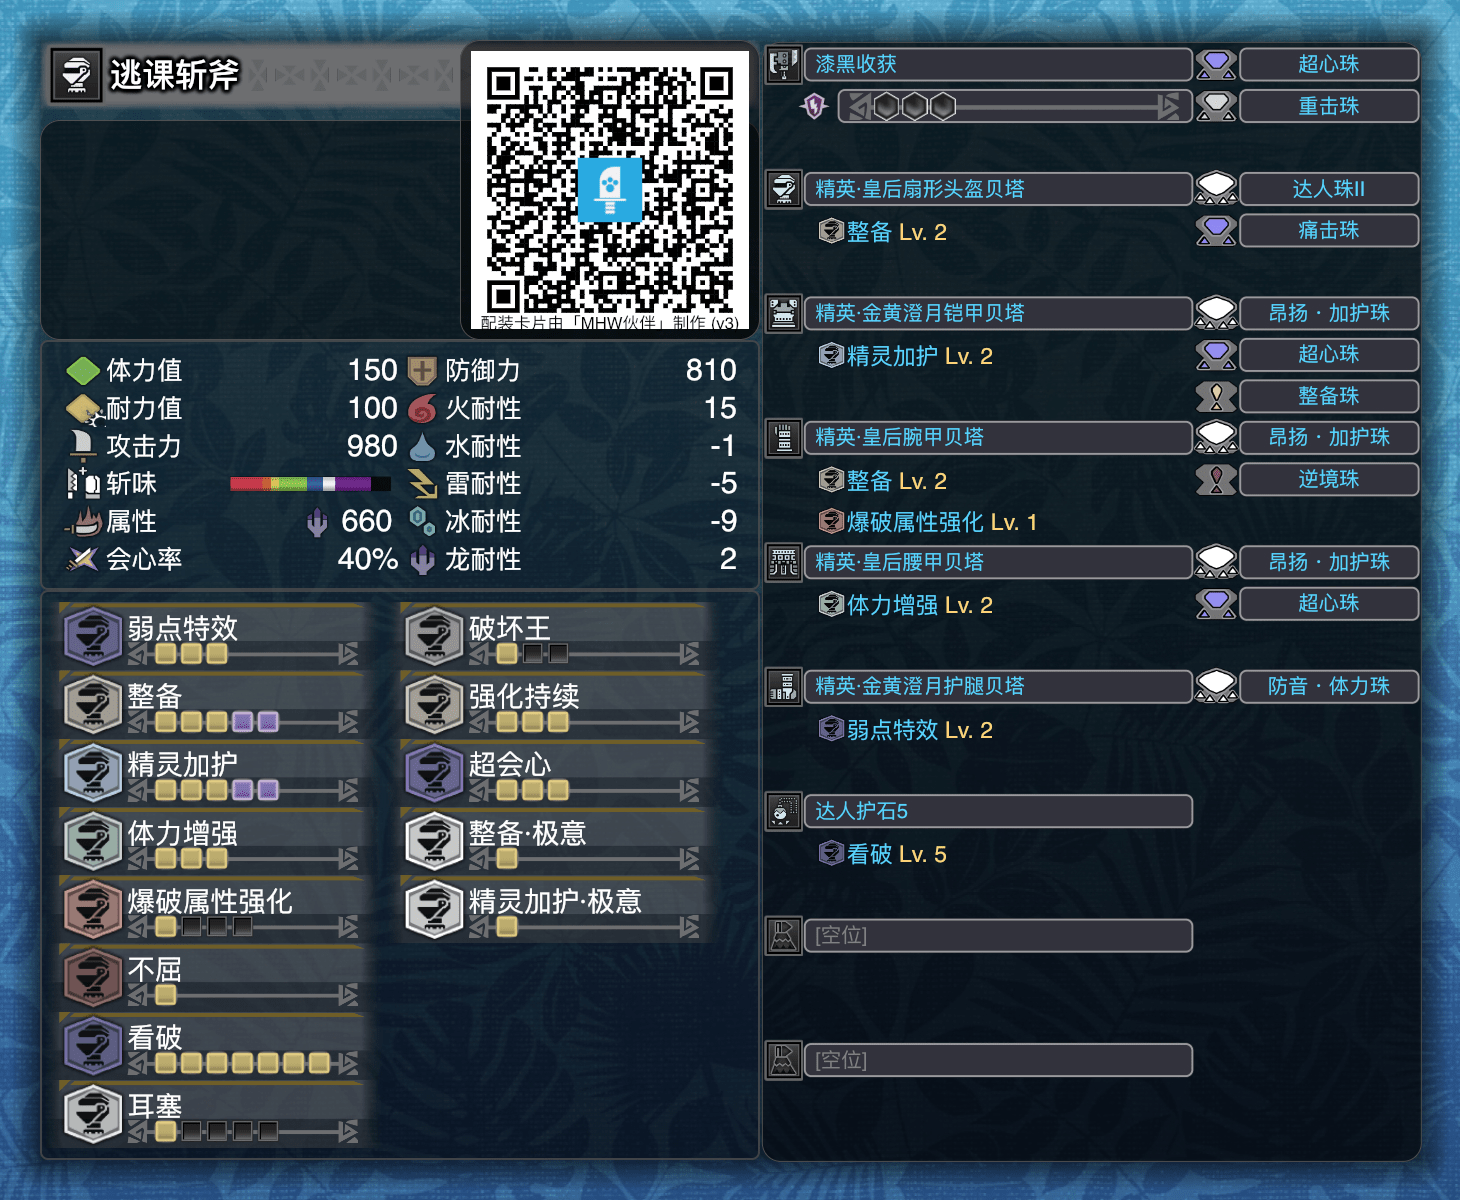 逃课斩斧
配装卡片由「MHW伙伴」制作 (v3)
体力值 150
耐力值 100
攻击力 980
斩味
属性 660
会心率 40%
防御力 810
火耐性 15
水耐性 -1
雷耐性 -5
冰耐性 -9
龙耐性 2
弱点特效
整备
精灵加护
体力增强
爆破属性强化
不屈
看破
耳塞
破坏王
强化持续
超会心
整备·极意
精灵加护·极意
漆黑收获 超心珠
重击珠
精英·皇后扇形头盔贝塔 达人珠II
整备 Lv. 2 痛击珠
精英·金黄澄月铠甲贝塔 昂扬·加护珠
精灵加护 Lv. 2 超心珠
整备珠
精英·皇后腕甲贝塔 昂扬·加护珠
整备 Lv. 2 逆境珠
爆破属性强化 Lv. 1
精英·皇后腰甲贝塔 昂扬·加护珠
体力增强 Lv. 2 超心珠
精英·金黄澄月护腿贝塔 防音·体力珠
弱点特效 Lv. 2
达人护石5
看破 Lv. 5
[空位]
[空位]